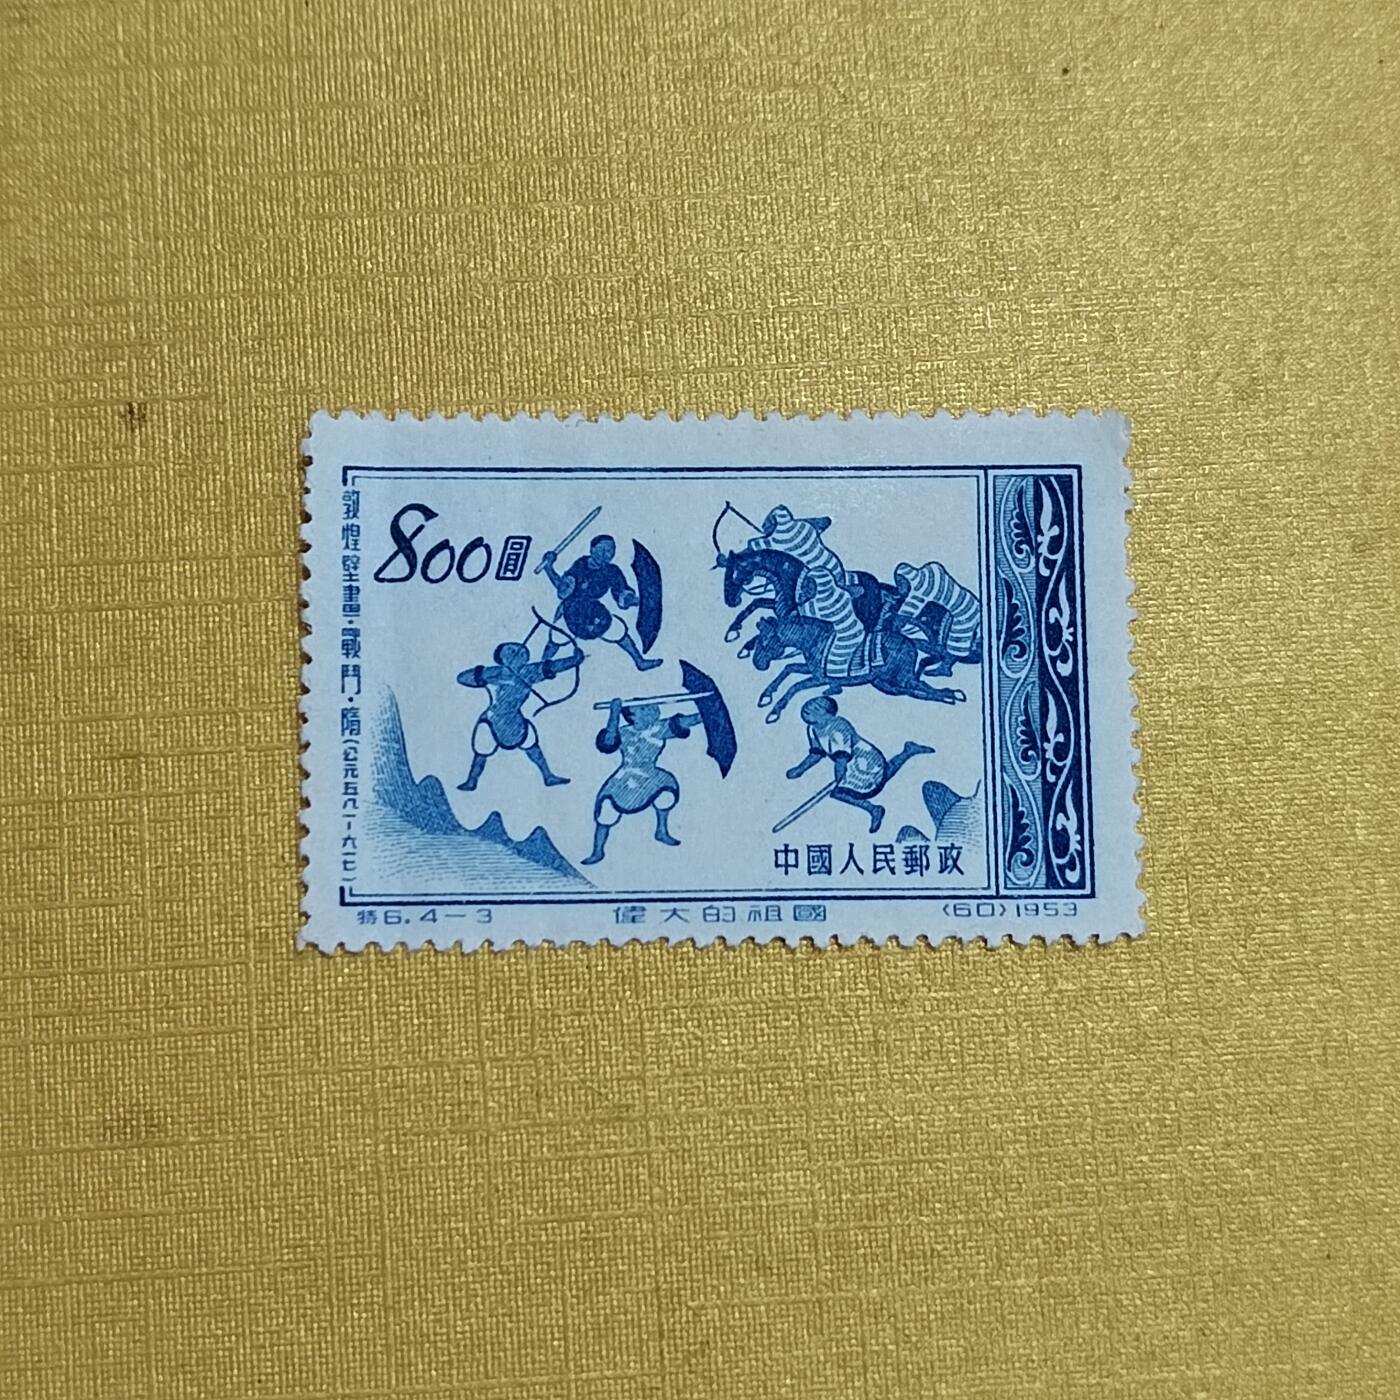 敦煌壁畫·戰鬥·隋(公元五八一-六一七)
800圓
中國人民郵政
特6.4-3 偉大的祖國 (60)1953